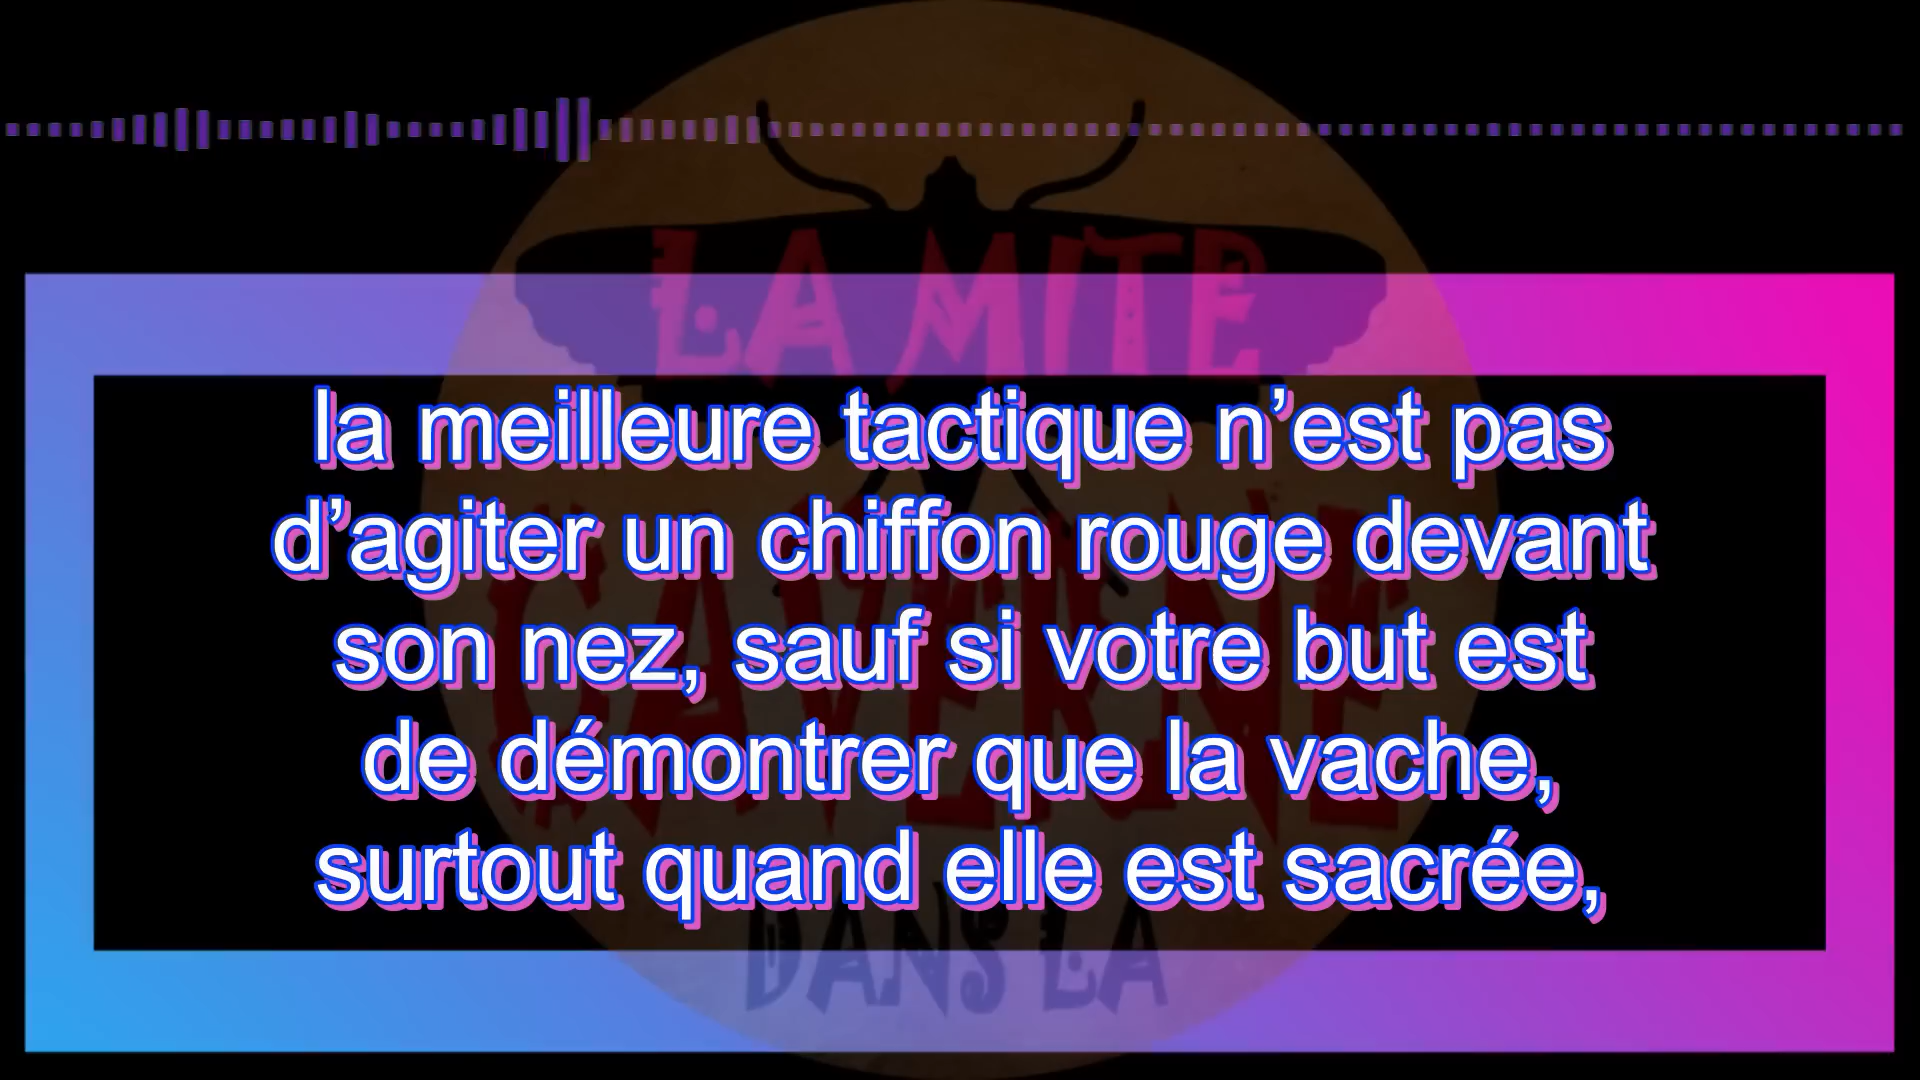 LA MITE
la meilleure tactique n’est pas
d’agiter un chiffon rouge devant
son nez, sauf si votre but est
de démontrer que la vache,
surtout quand elle est sacrée,
CAVERNE
DANS LA